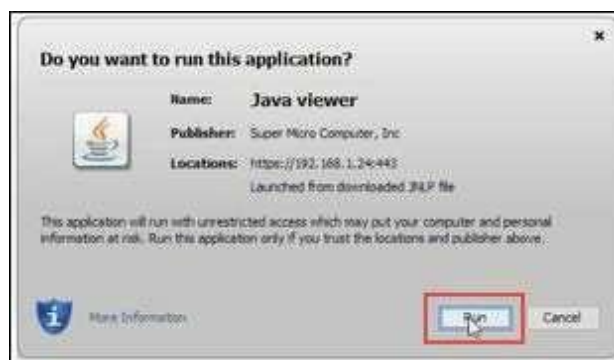 Do you want to run this application?
Name: Java viewer
Publisher: Super Micro Computer, Inc
Locations: https://192.168.1.24:443
Launched from downloaded JNLP file
This application will run with unrestricted access which may put your computer and personal
information at risk. Run this application only if you trust the locations and publisher above.
More Information
Run
Cancel